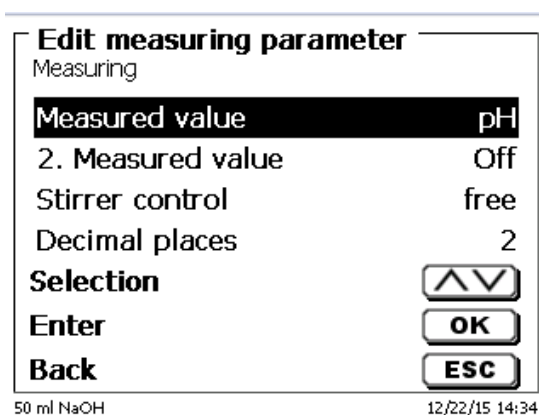 Edit measuring parameter
Measuring
Measured value pH
2. Measured value Off
Stirrer control free
Decimal places 2
Selection
Enter OK
Back ESC
50 ml NaOH 12/22/15 14:34